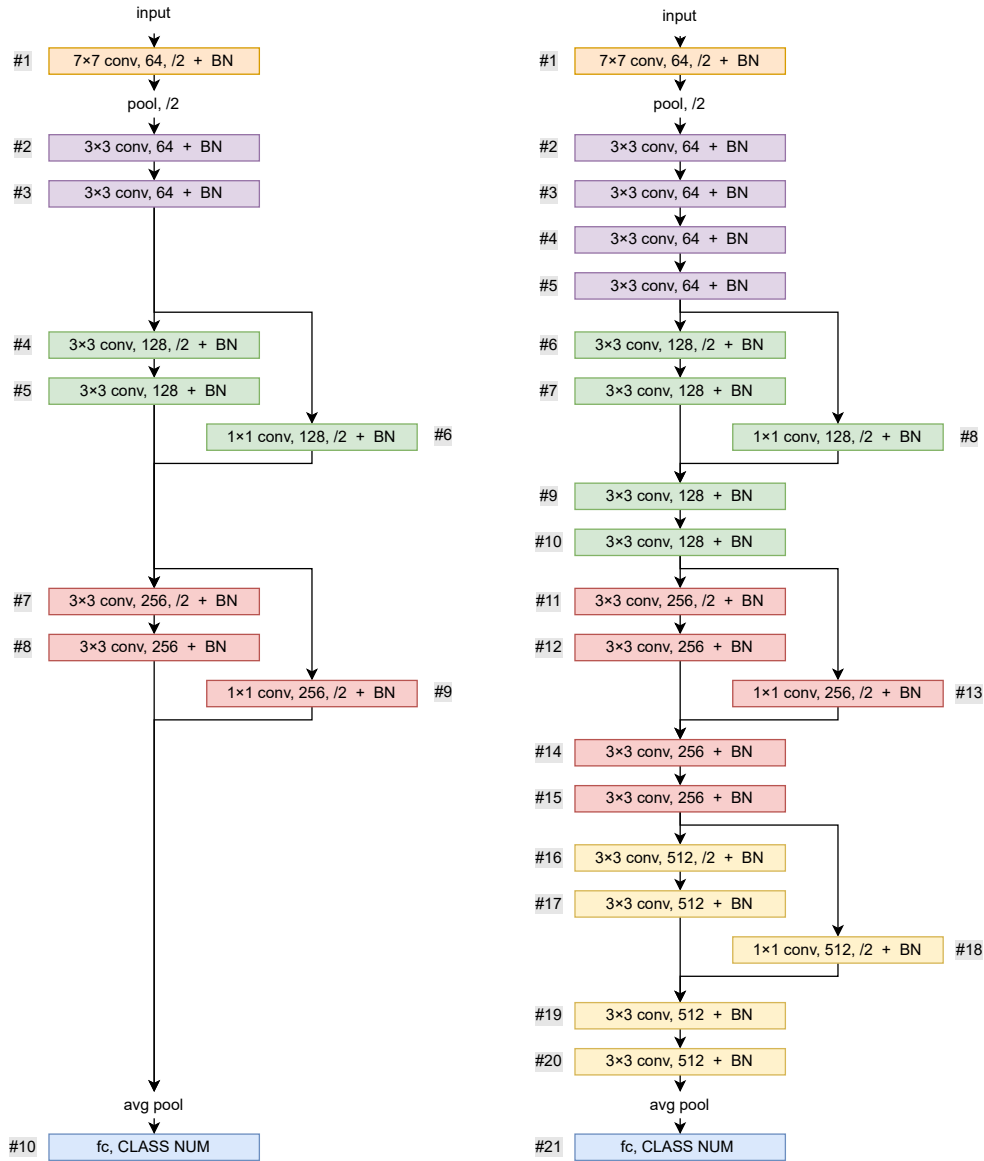 input
#1 7×7 conv, 64, /2 + BN
pool, /2
#2 3×3 conv, 64 + BN
#3 3×3 conv, 64 + BN
#4 3×3 conv, 128, /2 + BN
#5 3×3 conv, 128 + BN
1×1 conv, 128, /2 + BN #6
#7 3×3 conv, 256, /2 + BN
#8 3×3 conv, 256 + BN
1×1 conv, 256, /2 + BN #9
avg pool
#10 fc, CLASS NUM
input
#1 7×7 conv, 64, /2 + BN
pool, /2
#2 3×3 conv, 64 + BN
#3 3×3 conv, 64 + BN
#4 3×3 conv, 64 + BN
#5 3×3 conv, 64 + BN
#6 3×3 conv, 128, /2 + BN
#7 3×3 conv, 128 + BN
1×1 conv, 128, /2 + BN #8
#9 3×3 conv, 128 + BN
#10 3×3 conv, 128 + BN
#11 3×3 conv, 256, /2 + BN
#12 3×3 conv, 256 + BN
1×1 conv, 256, /2 + BN #13
#14 3×3 conv, 256 + BN
#15 3×3 conv, 256 + BN
#16 3×3 conv, 512, /2 + BN
#17 3×3 conv, 512 + BN
1×1 conv, 512, /2 + BN #18
#19 3×3 conv, 512 + BN
#20 3×3 conv, 512 + BN
avg pool
#21 fc, CLASS NUM